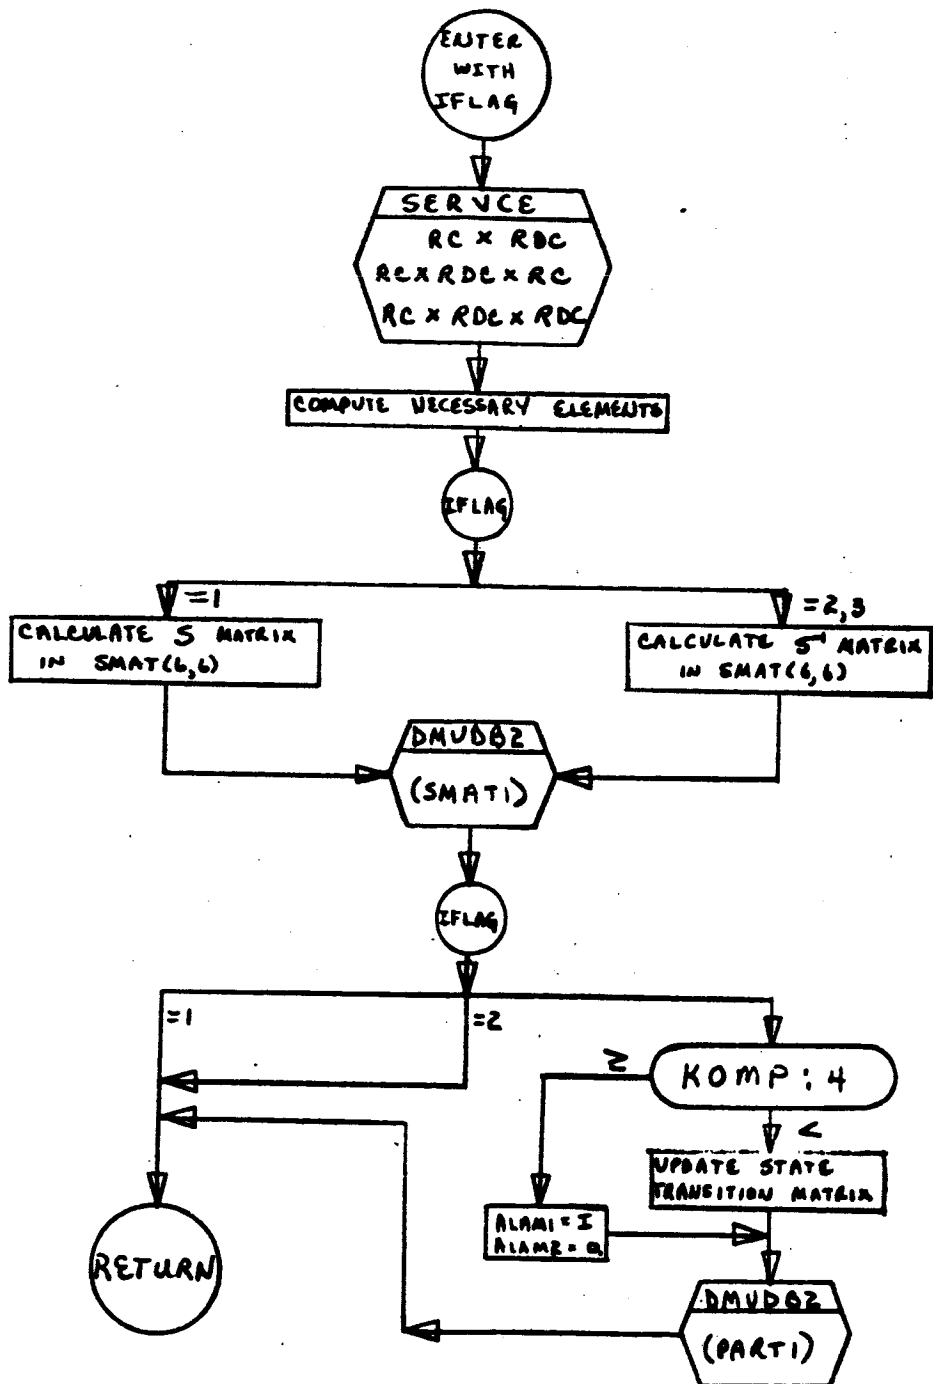 ENTER
WITH
IFLAG
SERVCE
RC x RDC
RC x RDC x RC
RC x RDC x RDC
COMPUTE NECESSARY ELEMENTS
IFLAG
=1
=2,3
CALCULATE S MATRIX
IN SMAT(6,6)
CALCULATE S⁻¹ MATRIX
IN SMAT(6,6)
DMUDB2
(SMAT1)
IFLAG
=1
=2
≥
KOMP : 4
<
UPDATE STATE
TRANSITION MATRIX
ALAM1 = I
ALAM2 = 0
RETURN
DMUDB2
(PART1)